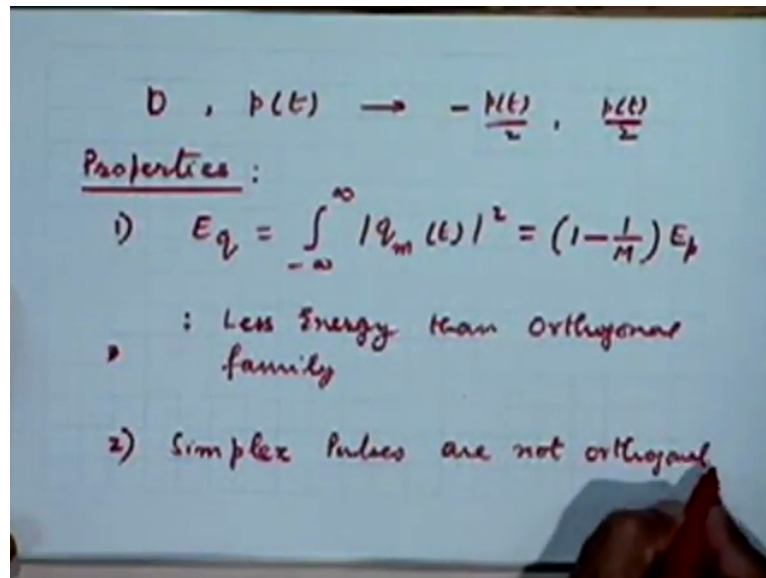 0 , p(t) → - p(t)/2 , p(t)/2
Properties :
1) E_q = ∫_{-∞}^{∞} |q_m (t)|² = (1 - 1/M) E_p
: Less Energy than Orthogonal
family
2) Simplex Pulses are not orthogonal